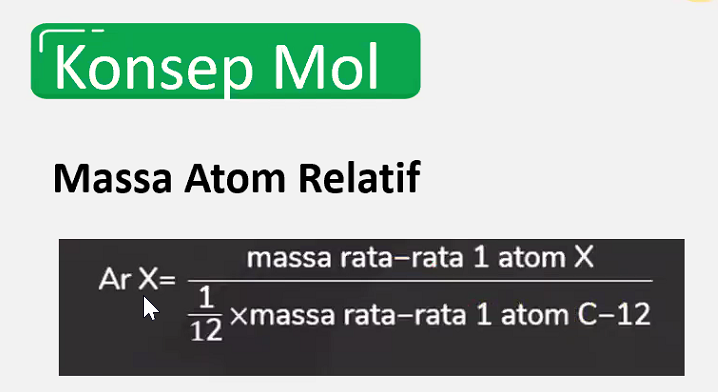 Konsep Mol
Massa Atom Relatif
massa rata–rata 1 atom X
Ar X=
1
12
×massa rata–rata 1 atom C–12